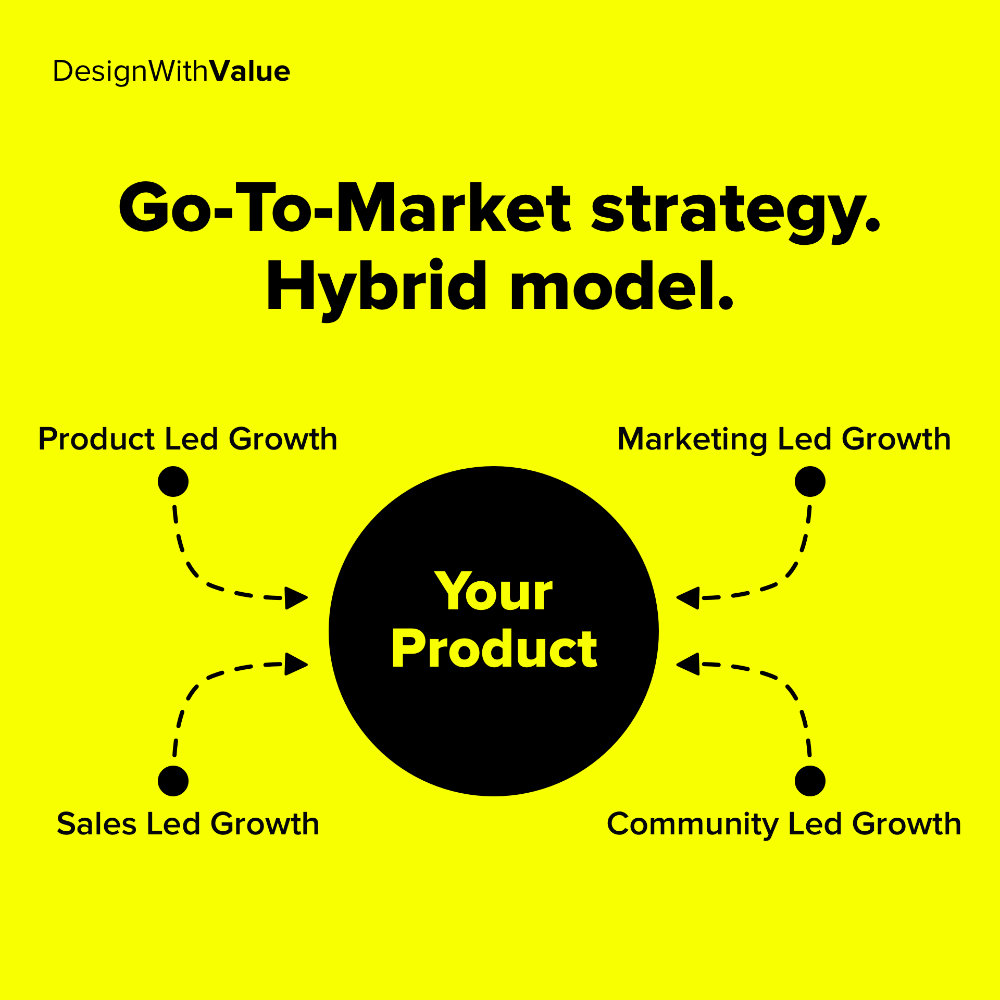 DesignWithValue
Go-To-Market strategy.
Hybrid model.
Product Led Growth
Marketing Led Growth
Your
Product
Sales Led Growth
Community Led Growth